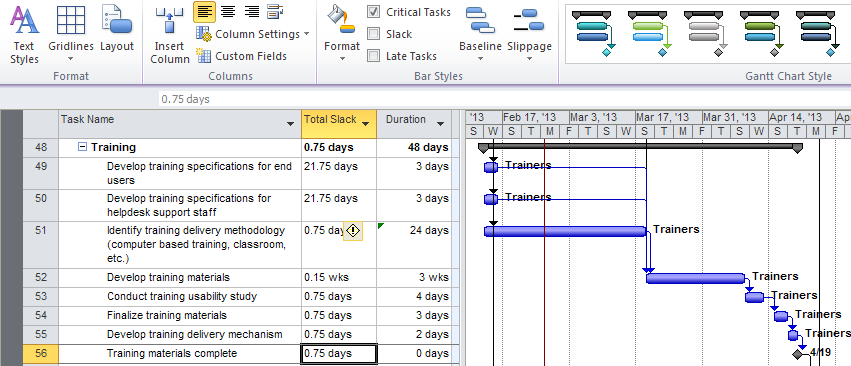 Text Styles
Gridlines
Layout
Format
Insert Column
Column Settings
Custom Fields
Columns
Format
Critical Tasks
Slack
Late Tasks
Baseline
Slippage
Bar Styles
Gantt Chart Style
0.75 days
Task Name Total Slack Duration '13 Feb 17, '13 Mar 3, '13 Mar 17, '13 Mar 31, '13 Apr 14, '13
S W S T M F T S W S T M F T S W S T M F
48 Training 0.75 days 48 days
49 Develop training specifications for end users 21.75 days 3 days Trainers
50 Develop training specifications for helpdesk support staff 21.75 days 3 days Trainers
51 Identify training delivery methodology (computer based training, classroom, etc.) 0.75 day 24 days Trainers
52 Develop training materials 0.15 wks 3 wks Trainers
53 Conduct training usability study 0.75 days 4 days Trainers
54 Finalize training materials 0.75 days 3 days Trainers
55 Develop training delivery mechanism 0.75 days 2 days Trainers
56 Training materials complete 0.75 days 0 days 4/19